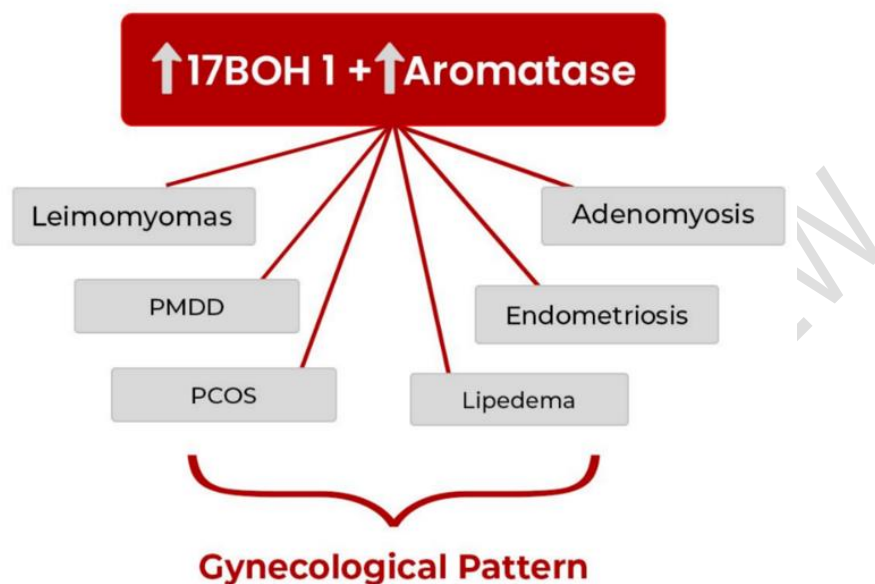 ↑17BOH 1 + ↑Aromatase
Leimomyomas
Adenomyosis
PMDD
Endometriosis
PCOS
Lipedema
Gynecological Pattern